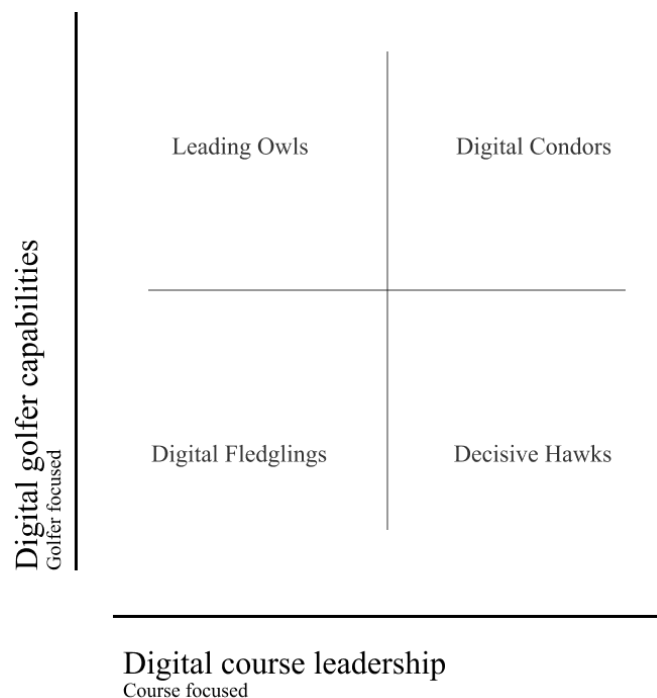 Leading Owls
Digital Condors
Digital golfer capabilities
Golfer focused
Digital Fledglings
Decisive Hawks
Digital course leadership
Course focused